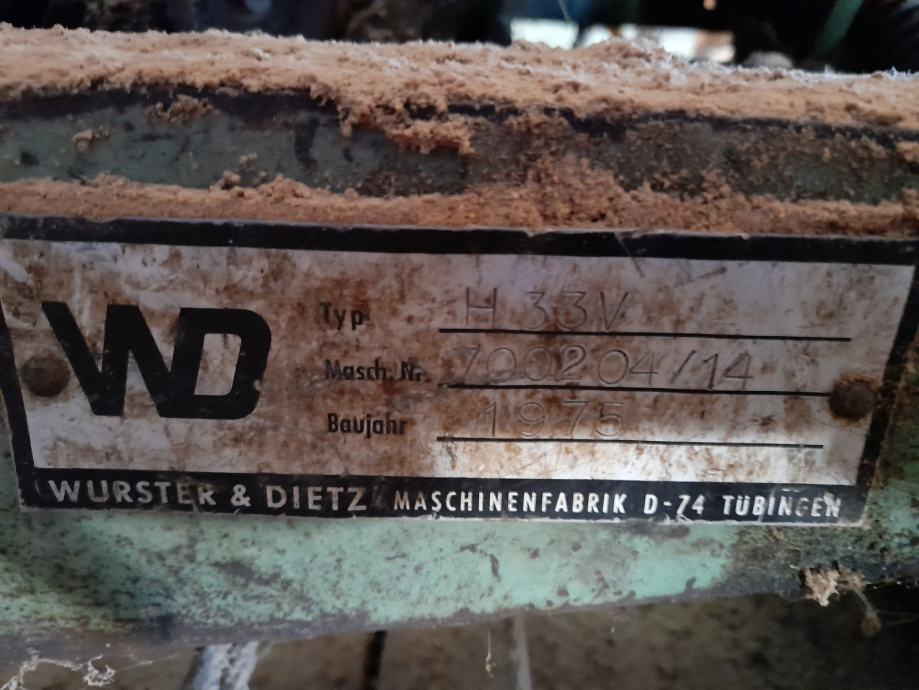 WD
Typ H 33V
Masch. Nr. 700204/14
Baujahr 1975
WURSTER & DIETZ MASCHINENFABRIK D-74 TÜBINGEN